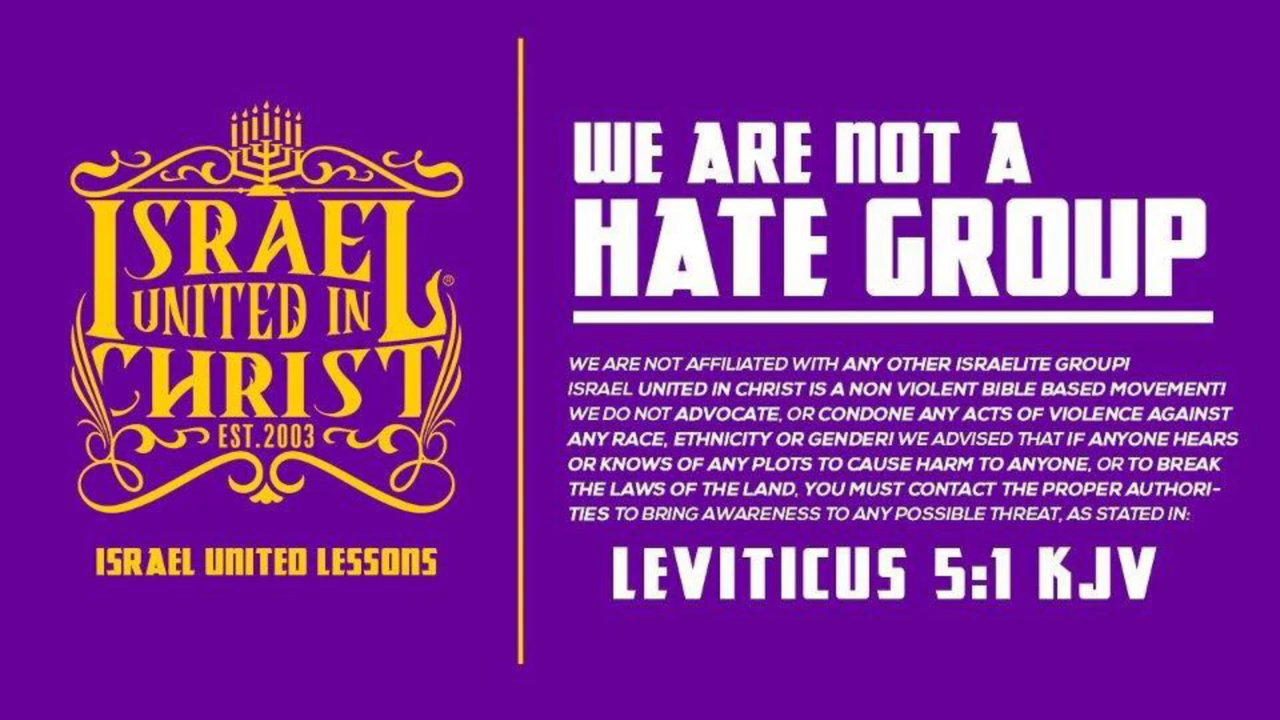 ISRAEL
UNITED IN
CHRIST
EST.2003
ISRAEL UNITED LESSONS
WE ARE NOT A
HATE GROUP
WE ARE NOT AFFILIATED WITH ANY OTHER ISRAELITE GROUP!
ISRAEL UNITED IN CHRIST IS A NON VIOLENT BIBLE BASED MOVEMENT!
WE DO NOT ADVOCATE, OR CONDONE ANY ACTS OF VIOLENCE AGAINST
ANY RACE, ETHNICITY OR GENDER! WE ADVISED THAT IF ANYONE HEARS
OR KNOWS OF ANY PLOTS TO CAUSE HARM TO ANYONE, OR TO BREAK
THE LAWS OF THE LAND, YOU MUST CONTACT THE PROPER AUTHORI-
TIES TO BRING AWARENESS TO ANY POSSIBLE THREAT, AS STATED IN:
LEVITICUS 5:1 KJV